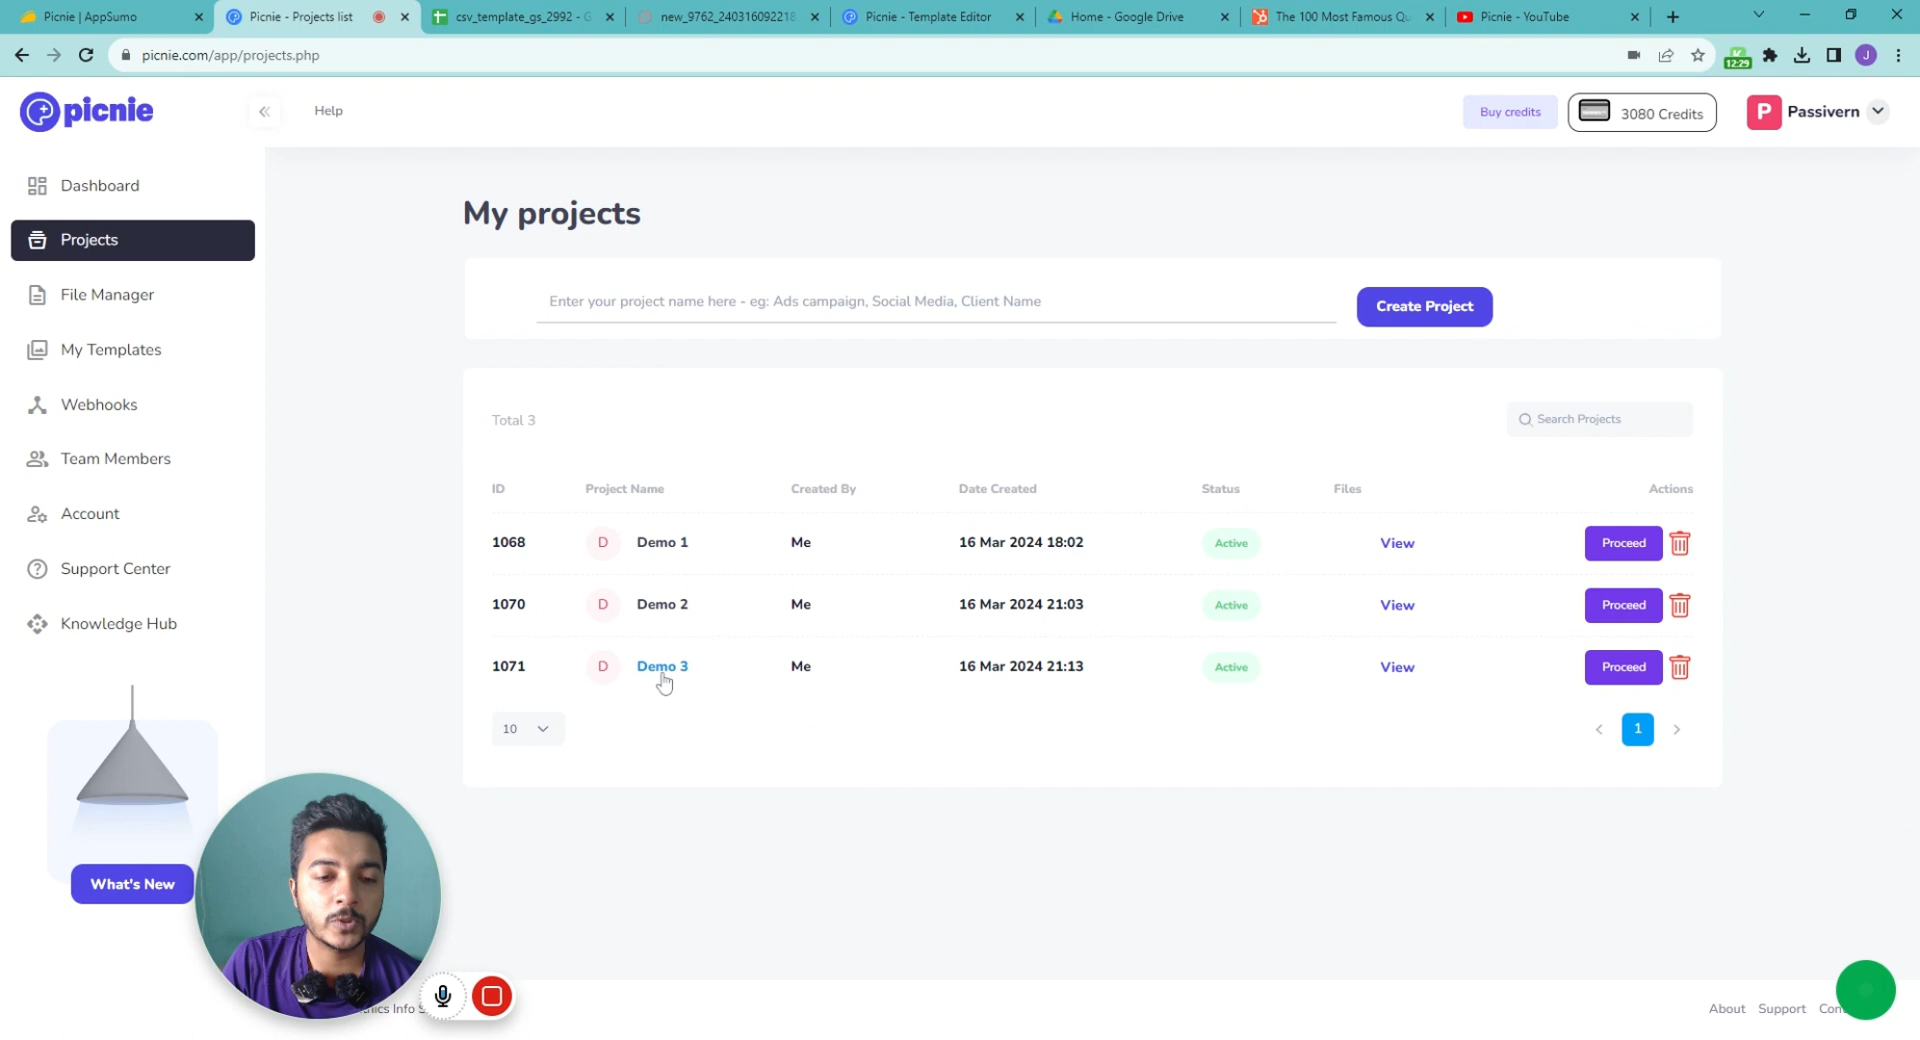 Picnie | AppSumo
Picnie - Projects list
csv_template_gs_2992 - G
new_9762_240316092218
Picnie - Template Editor
Home - Google Drive
The 100 Most Famous Qu
Picnie - YouTube
picnie.com/app/projects.php
12:29
J
picnie
Help
Buy credits
3080 Credits
P
Passivern
Dashboard
Projects
File Manager
My Templates
Webhooks
Team Members
Account
Support Center
Knowledge Hub
What's New
My projects
Enter your project name here - eg: Ads campaign, Social Media, Client Name
Create Project
Total 3
Search Projects
ID Project Name Created By Date Created Status Files Actions
1068 D Demo 1 Me 16 Mar 2024 18:02 Active View Proceed
1070 D Demo 2 Me 16 Mar 2024 21:03 Active View Proceed
1071 D Demo 3 Me 16 Mar 2024 21:13 Active View Proceed
10
1
Info
About Support